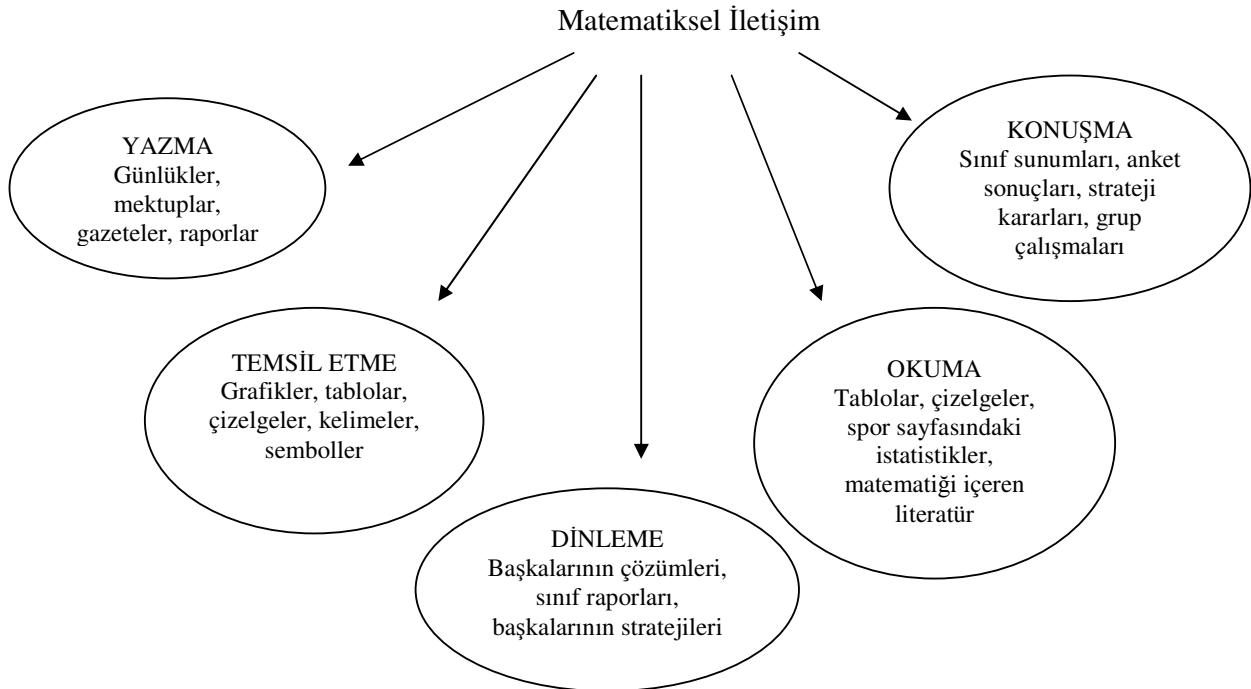 Matematiksel İletişim
YAZMA
Günlükler,
mektuplar,
gazeteler, raporlar
TEMSİL ETME
Grafikler, tablolar,
çizelgeler, kelimeler,
semboller
DİNLEME
Başkalarının çözümleri,
sınıf raporları,
başkalarının stratejileri
OKUMA
Tablolar, çizelgeler,
spor sayfasındaki
istatistikler,
matematiği içeren
literatür
KONUŞMA
Sınıf sunumları, anket
sonuçları, strateji
kararları, grup
çalışmaları